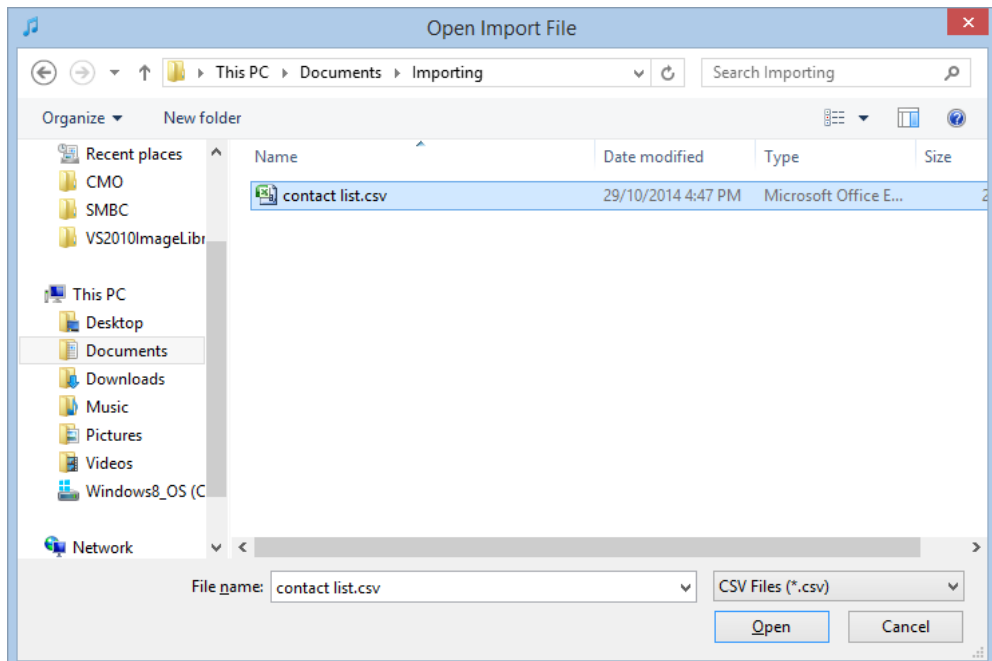 Open Import File
This PC Documents Importing Search Importing
Organize New folder
Name Date modified Type Size
contact list.csv 29/10/2014 4:47 PM Microsoft Office E...
Recent places
CMO
SMBC
VS2010ImageLibr
This PC
Desktop
Documents
Downloads
Music
Pictures
Videos
Windows8_OS (C
Network
File name: contact list.csv CSV Files (*.csv)
Open Cancel